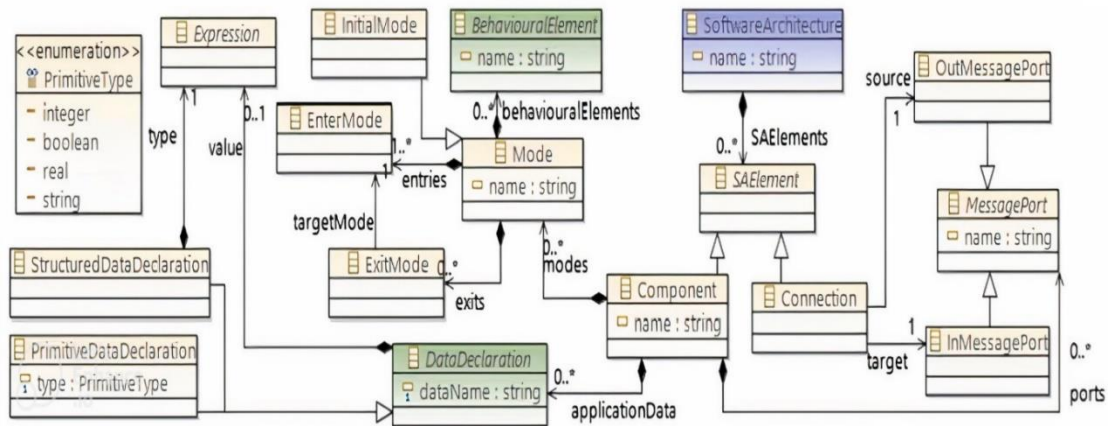 <<enumeration>>
PrimitiveType
integer
boolean
real
string
Expression
InitialMode
BehaviouralElement
name : string
SoftwareArchitecture
name : string
source
OutMessagePort
1
1
type
0..1
value
EnterMode
0..*
behaviouralElements
0..*
SAElements
1..*
1
entries
Mode
name : string
SAElement
MessagePort
name : string
targetMode
StructuredDataDeclaration
ExitMode
0..*
exits
0..*
modes
Component
name : string
Connection
1
target
InMessagePort
PrimitiveDataDeclaration
type : PrimitiveType
DataDeclaration
dataName : string
0..*
applicationData
0..*
ports